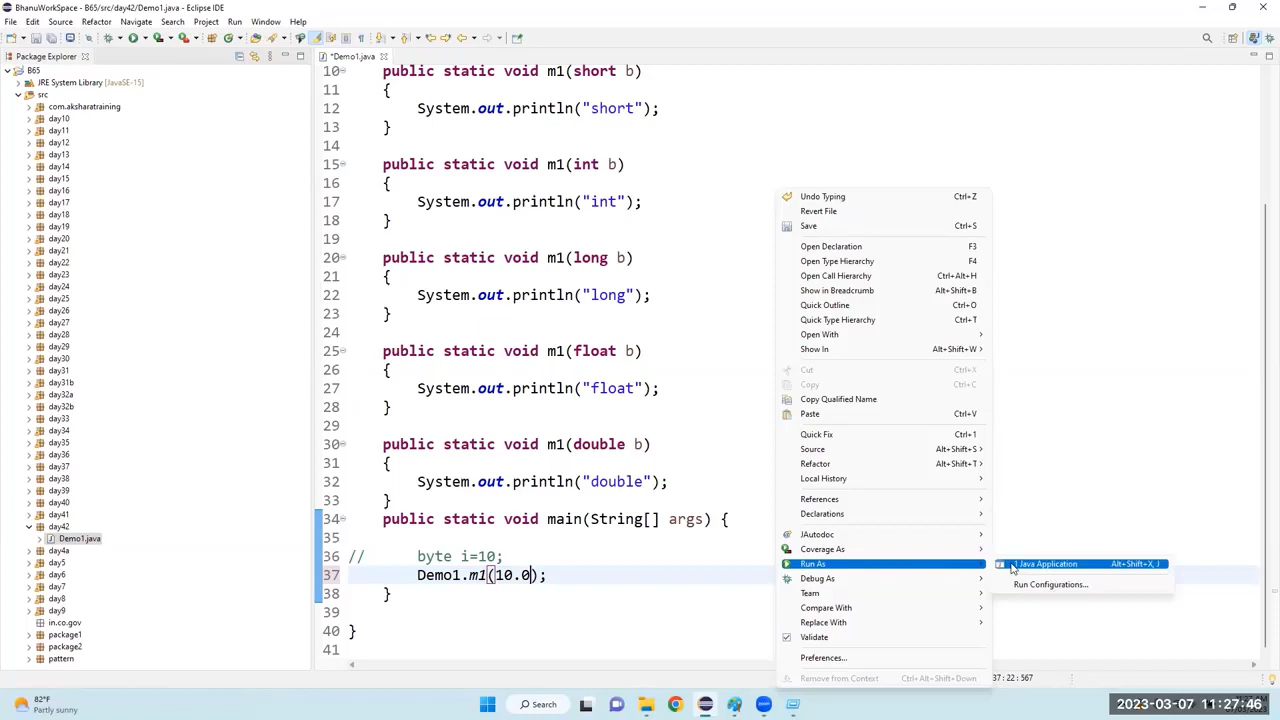 BhanuWorkSpace - B65/src/day42/Demo1.java - Eclipse IDE
File Edit Source Refactor Navigate Search Project Run Window Help
Package Explorer
*Demo1.java
B65
JRE System Library [JavaSE-15]
src
com.aksharatraining
day10
day11
day12
day13
day14
day15
day16
day17
day18
day19
day20
day21
day22
day23
day24
day25
day26
day27
day28
day29
day30
day31
day31b
day32a
day32b
day33
day34
day35
day36
day37
day38
day39
day40
day41
day42
Demo1.java
day4a
day5
day6
day7
day8
day9
in.co.gov
package1
package2
pattern
10 public static void m1(short b)
11 {
12 System.out.println("short");
13 }
14
15 public static void m1(int b)
16 {
17 System.out.println("int");
18 }
19
20 public static void m1(long b)
21 {
22 System.out.println("long");
23 }
24
25 public static void m1(float b)
26 {
27 System.out.println("float");
28 }
29
30 public static void m1(double b)
31 {
32 System.out.println("double");
33 }
34 public static void main(String[] args) {
35
36 // byte i=10;
37 Demo1.m1(10.0);
38 }
39
40 }
41
Undo Typing Ctrl+Z
Revert File
Save Ctrl+S
Open Declaration F3
Open Type Hierarchy F4
Open Call Hierarchy Ctrl+Alt+H
Show in Breadcrumb Alt+Shift+B
Quick Outline Ctrl+O
Quick Type Hierarchy Ctrl+T
Open With
Show In Alt+Shift+W
Cut Ctrl+X
Copy Ctrl+C
Copy Qualified Name
Paste Ctrl+V
Quick Fix Ctrl+1
Source Alt+Shift+S
Refactor Alt+Shift+T
Local History
References
Declarations
JAutodoc
Coverage As
Run As
Debug As
Team
Compare With
Replace With
Validate
Preferences...
Remove from Context Ctrl+Alt+Shift+Down
1 Java Application Alt+Shift+X, J
Run Configurations...
37 : 22 : 567
82°F
Partly sunny
Search
2023-03-07 11:27:46